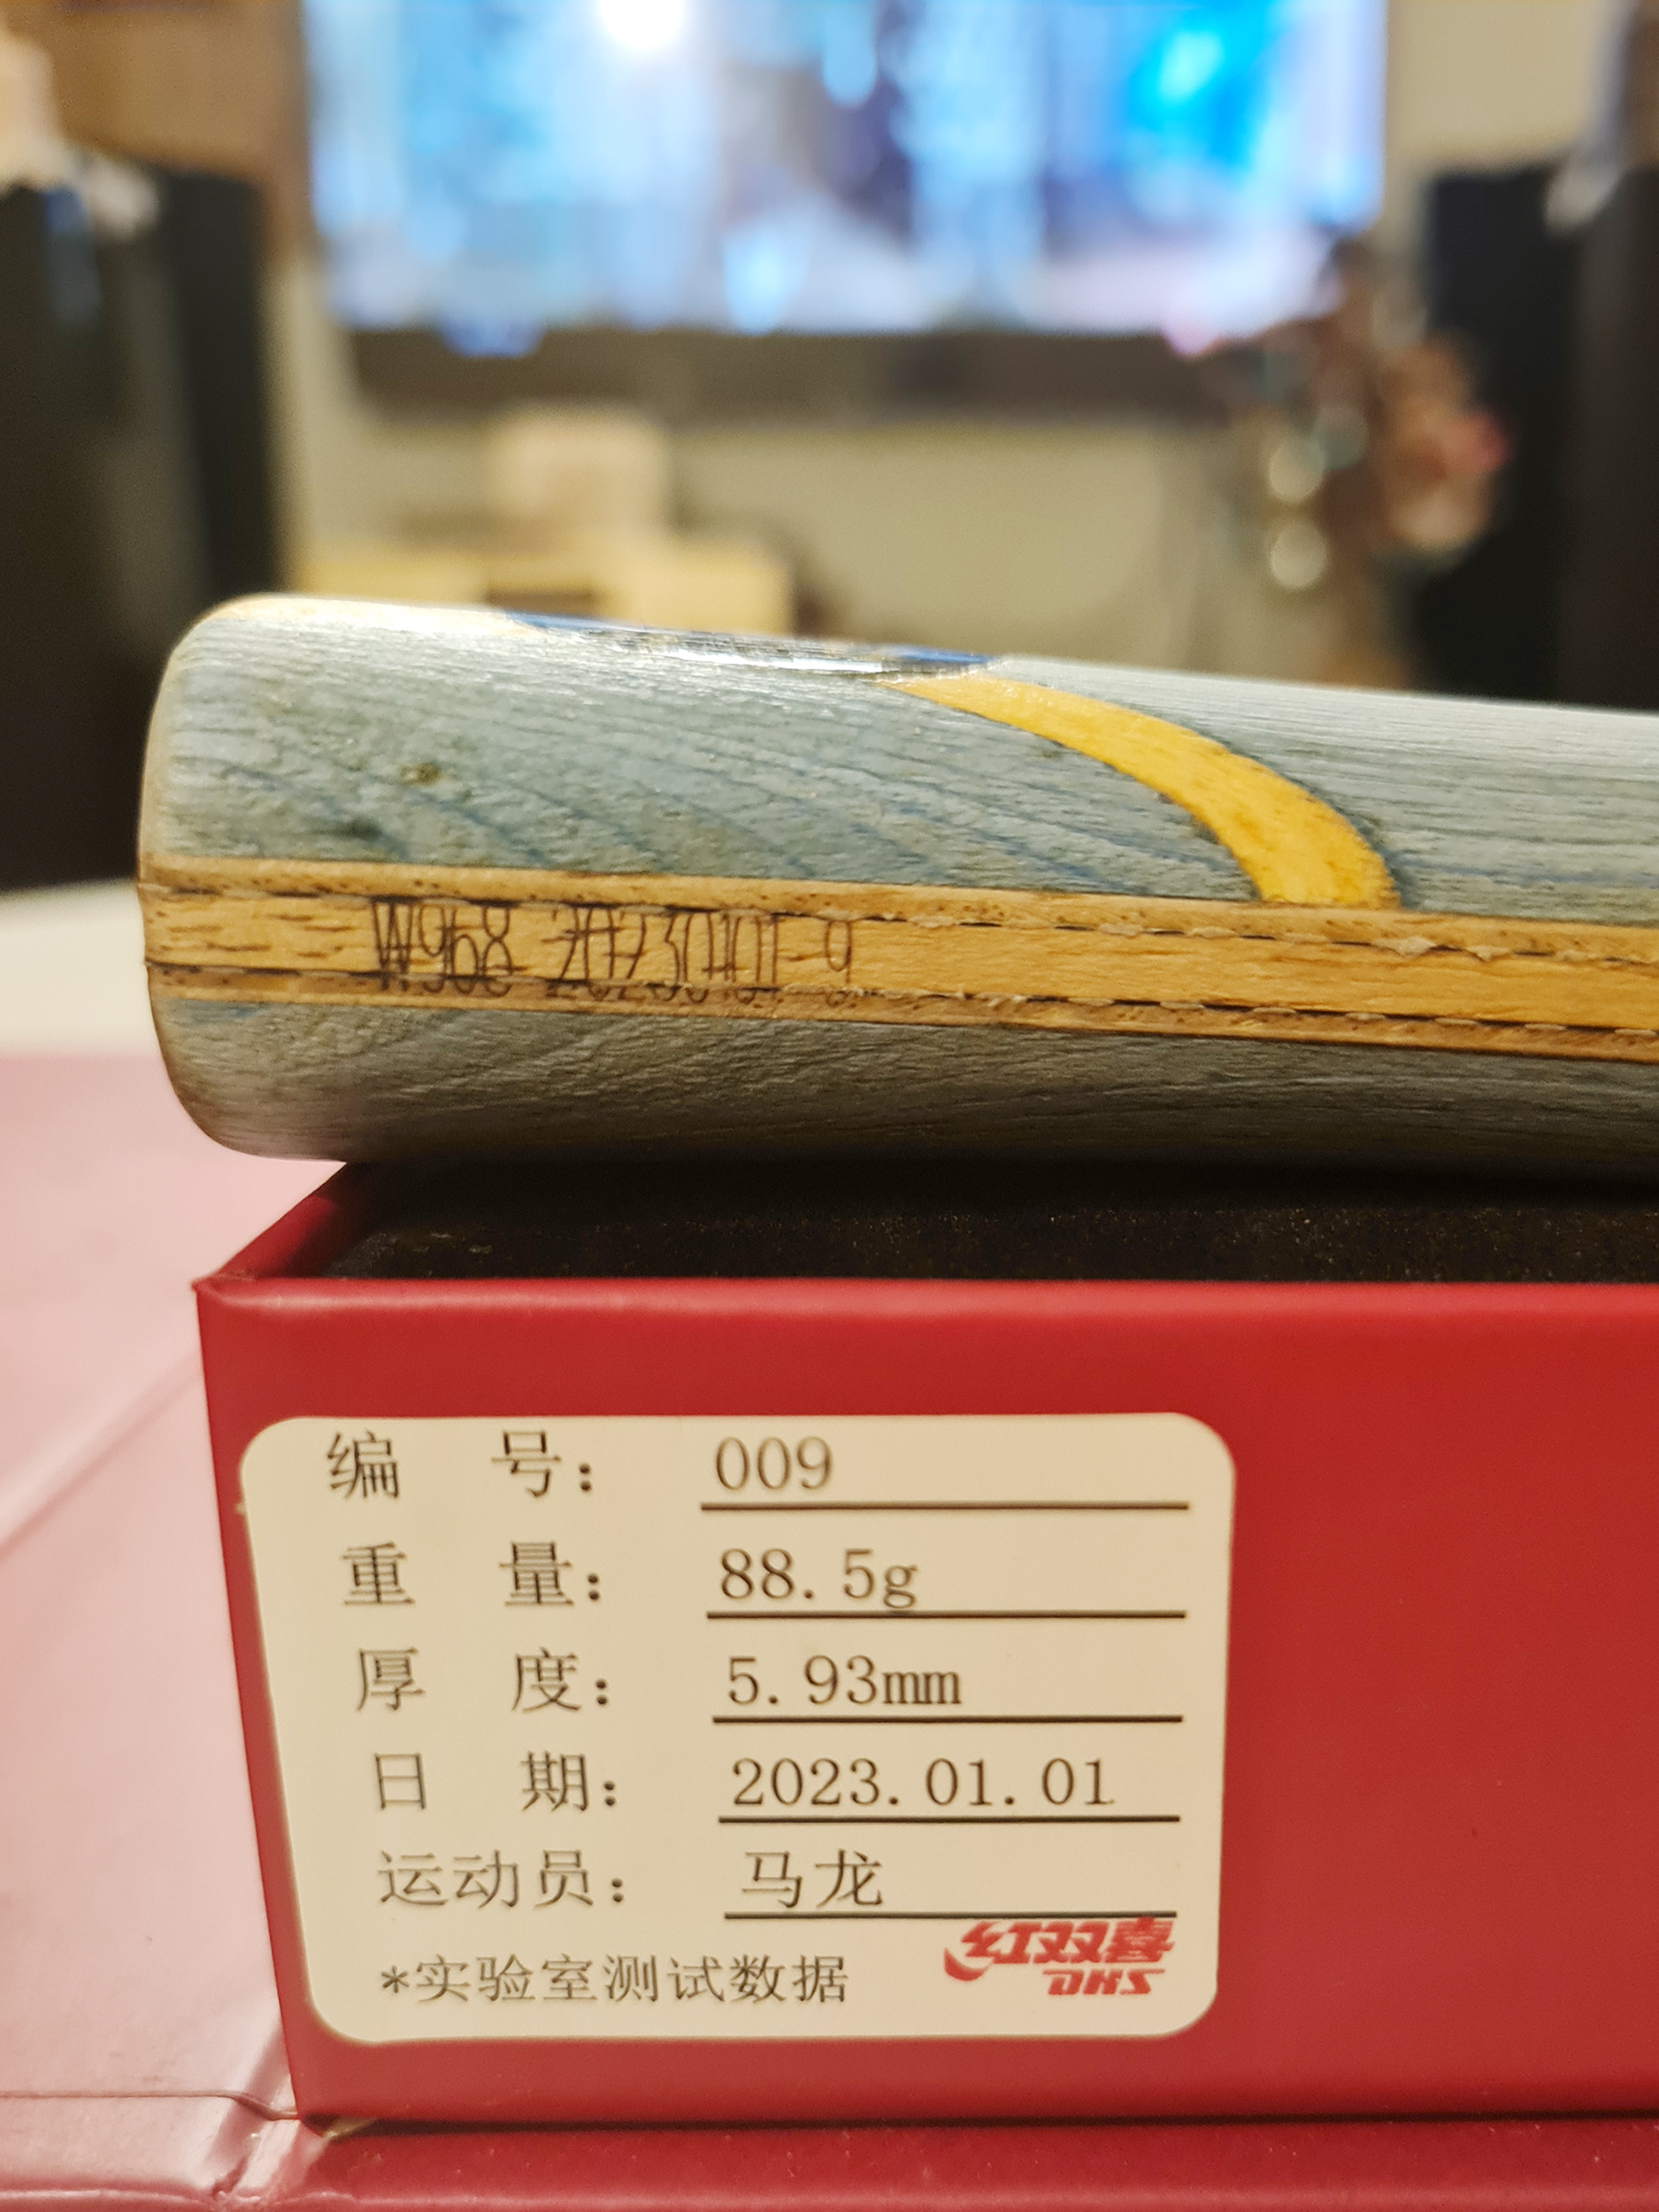 W968 20230101-9
编号: 009
重量: 88.5g
厚度: 5.93mm
日期: 2023.01.01
运动员: 马龙
*实验室测试数据
红双喜
DHS